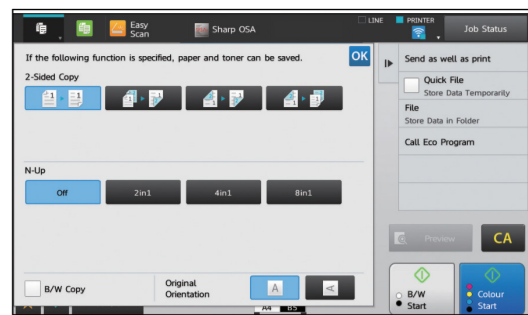 Easy
Scan
Sharp OSA
LINE
PRINTER
Job Status
If the following function is specified, paper and toner can be saved.
OK
2-Sided Copy
Send as well as print
Quick File
Store Data Temporarily
File
Store Data in Folder
Call Eco Program
N-Up
Off
2in1
4in1
8in1
Preview
CA
B/W Copy
Original
Orientation
A
B/W
Start
Colour
Start
A4
B5